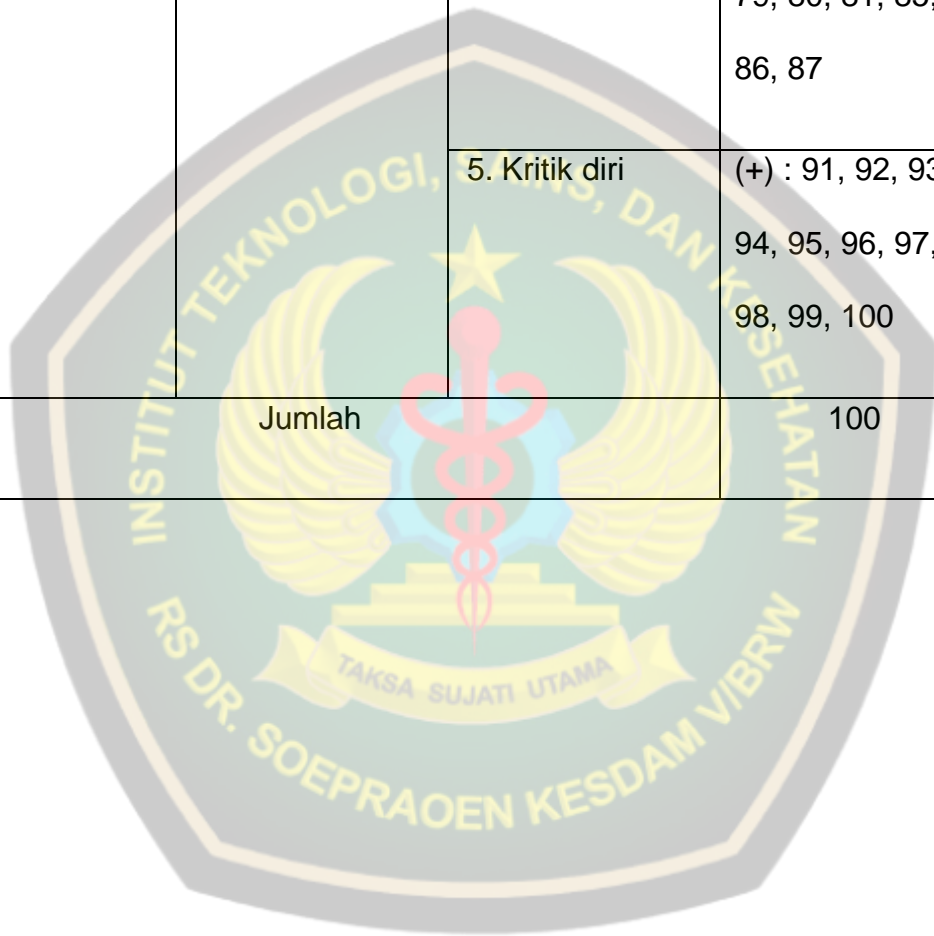 86, 87
5. Kritik diri
(+) : 91, 92, 93
94, 95, 96, 97,
98, 99, 100
Jumlah
100
INSTITUT TEKNOLOGI, SAINS, DAN KESEHATAN
TAKSA SUJATI UTAMA
RS DR. SOEPRAOEN KESDAM V/BRW